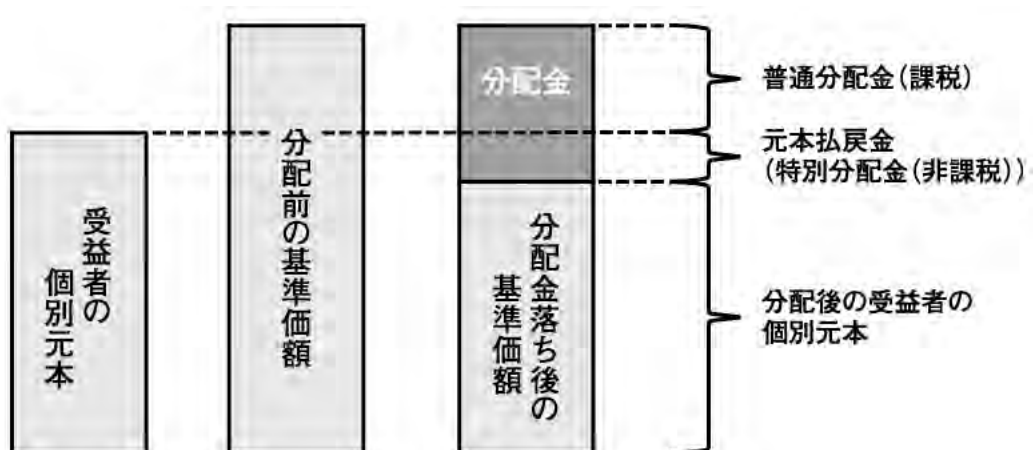 受益者の
個別元本
分配前の基準価額
分配金
分配金落ち後の
基準価額
普通分配金(課税)
元本払戻金
(特別分配金(非課税))
分配後の受益者の
個別元本